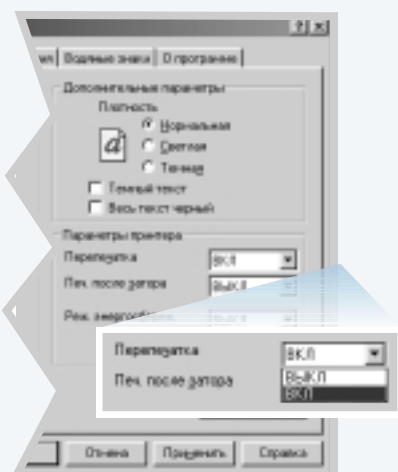 Водяные знаки О программе
Дополнительные параметры
Плотность
Нормальная
Светлая
Темная
Темный текст
Весь текст черный
Параметры принтера
Перепечатка ВКЛ
Печ. после затора ВЫКЛ
Реж.
Перепечатка ВКЛ
Печ. после затора ВЫКЛ
ВКЛ
Отмена Применить Справка